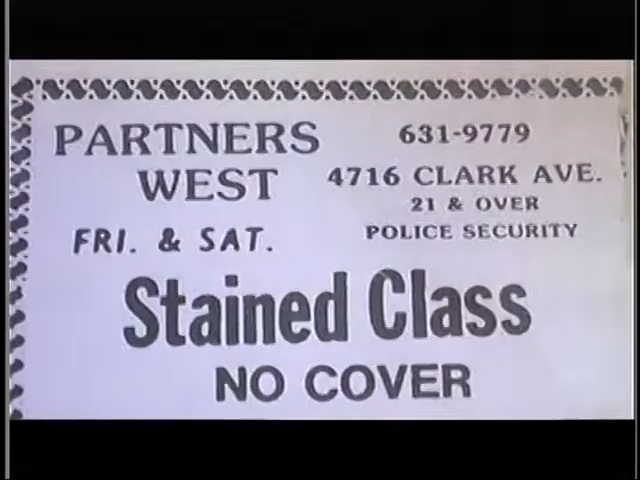 PARTNERS WEST
631-9779
4716 CLARK AVE.
21 & OVER
POLICE SECURITY
FRI. & SAT.
Stained Class
NO COVER